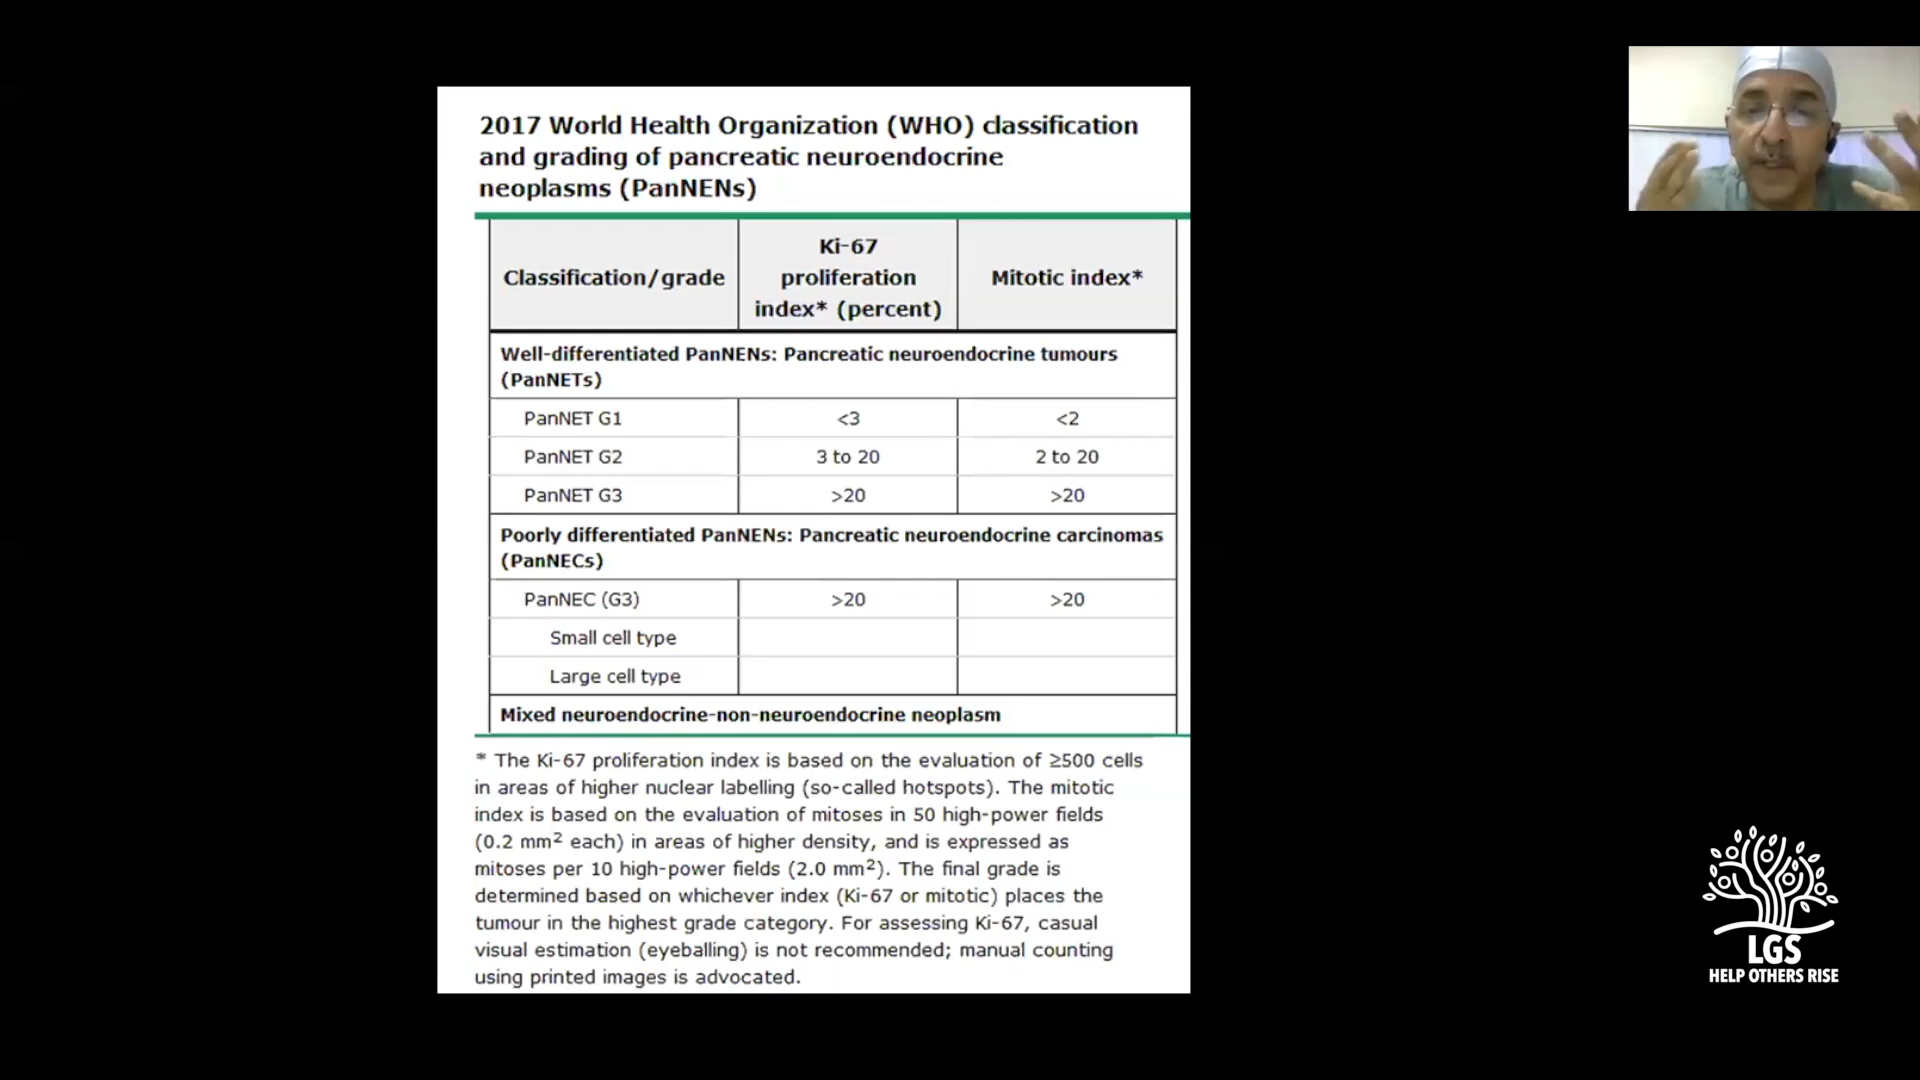 2017 World Health Organization (WHO) classification
and grading of pancreatic neuroendocrine
neoplasms (PanNENs)
Classification/grade
Ki-67
proliferation
index* (percent)
Mitotic index*
Well-differentiated PanNENs: Pancreatic neuroendocrine tumours
(PanNETs)
PanNET G1 <3 <2
PanNET G2 3 to 20 2 to 20
PanNET G3 >20 >20
Poorly differentiated PanNENs: Pancreatic neuroendocrine carcinomas
(PanNECs)
PanNEC (G3) >20 >20
Small cell type
Large cell type
Mixed neuroendocrine-non-neuroendocrine neoplasm
* The Ki-67 proliferation index is based on the evaluation of ≥500 cells
in areas of higher nuclear labelling (so-called hotspots). The mitotic
index is based on the evaluation of mitoses in 50 high-power fields
(0.2 mm² each) in areas of higher density, and is expressed as
mitoses per 10 high-power fields (2.0 mm²). The final grade is
determined based on whichever index (Ki-67 or mitotic) places the
tumour in the highest grade category. For assessing Ki-67, casual
visual estimation (eyeballing) is not recommended; manual counting
using printed images is advocated.
LGS
HELP OTHERS RISE